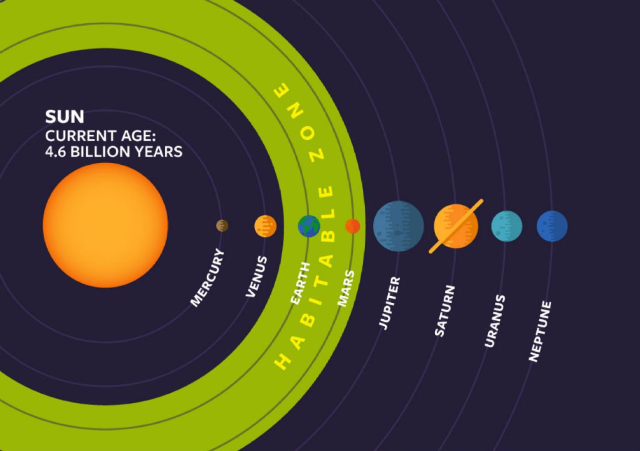 SUN
CURRENT AGE:
4.6 BILLION YEARS
HABITABLE ZONE
MERCURY
VENUS
EARTH
MARS
JUPITER
SATURN
URANUS
NEPTUNE